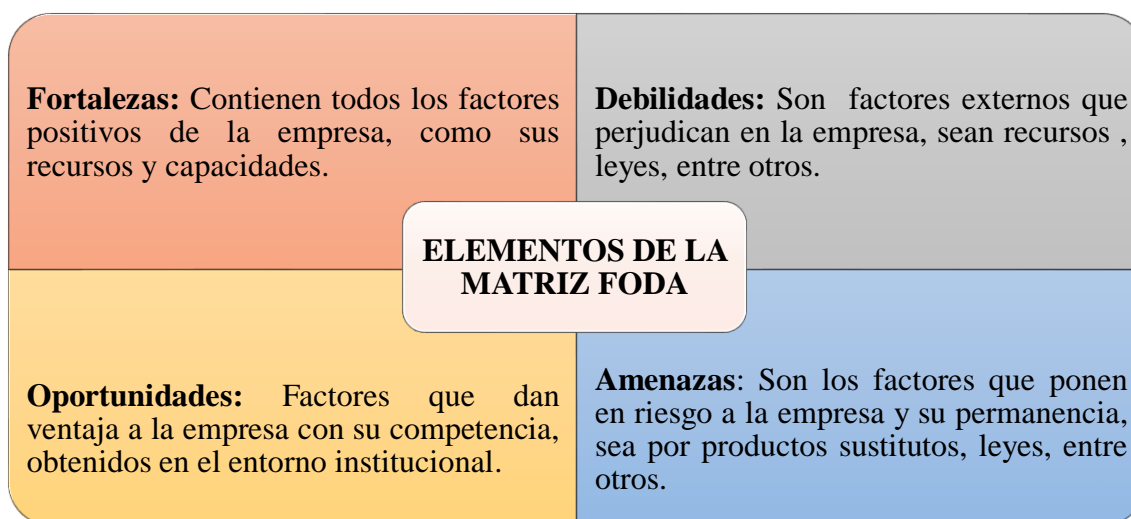 Fortalezas: Contienen todos los factores
positivos de la empresa, como sus
recursos y capacidades.
Debilidades: Son factores externos que
perjudican en la empresa, sean recursos ,
leyes, entre otros.
ELEMENTOS DE LA
MATRIZ FODA
Oportunidades: Factores que dan
ventaja a la empresa con su competencia,
obtenidos en el entorno institucional.
Amenazas: Son los factores que ponen
en riesgo a la empresa y su permanencia,
sea por productos sustitutos, leyes, entre
otros.